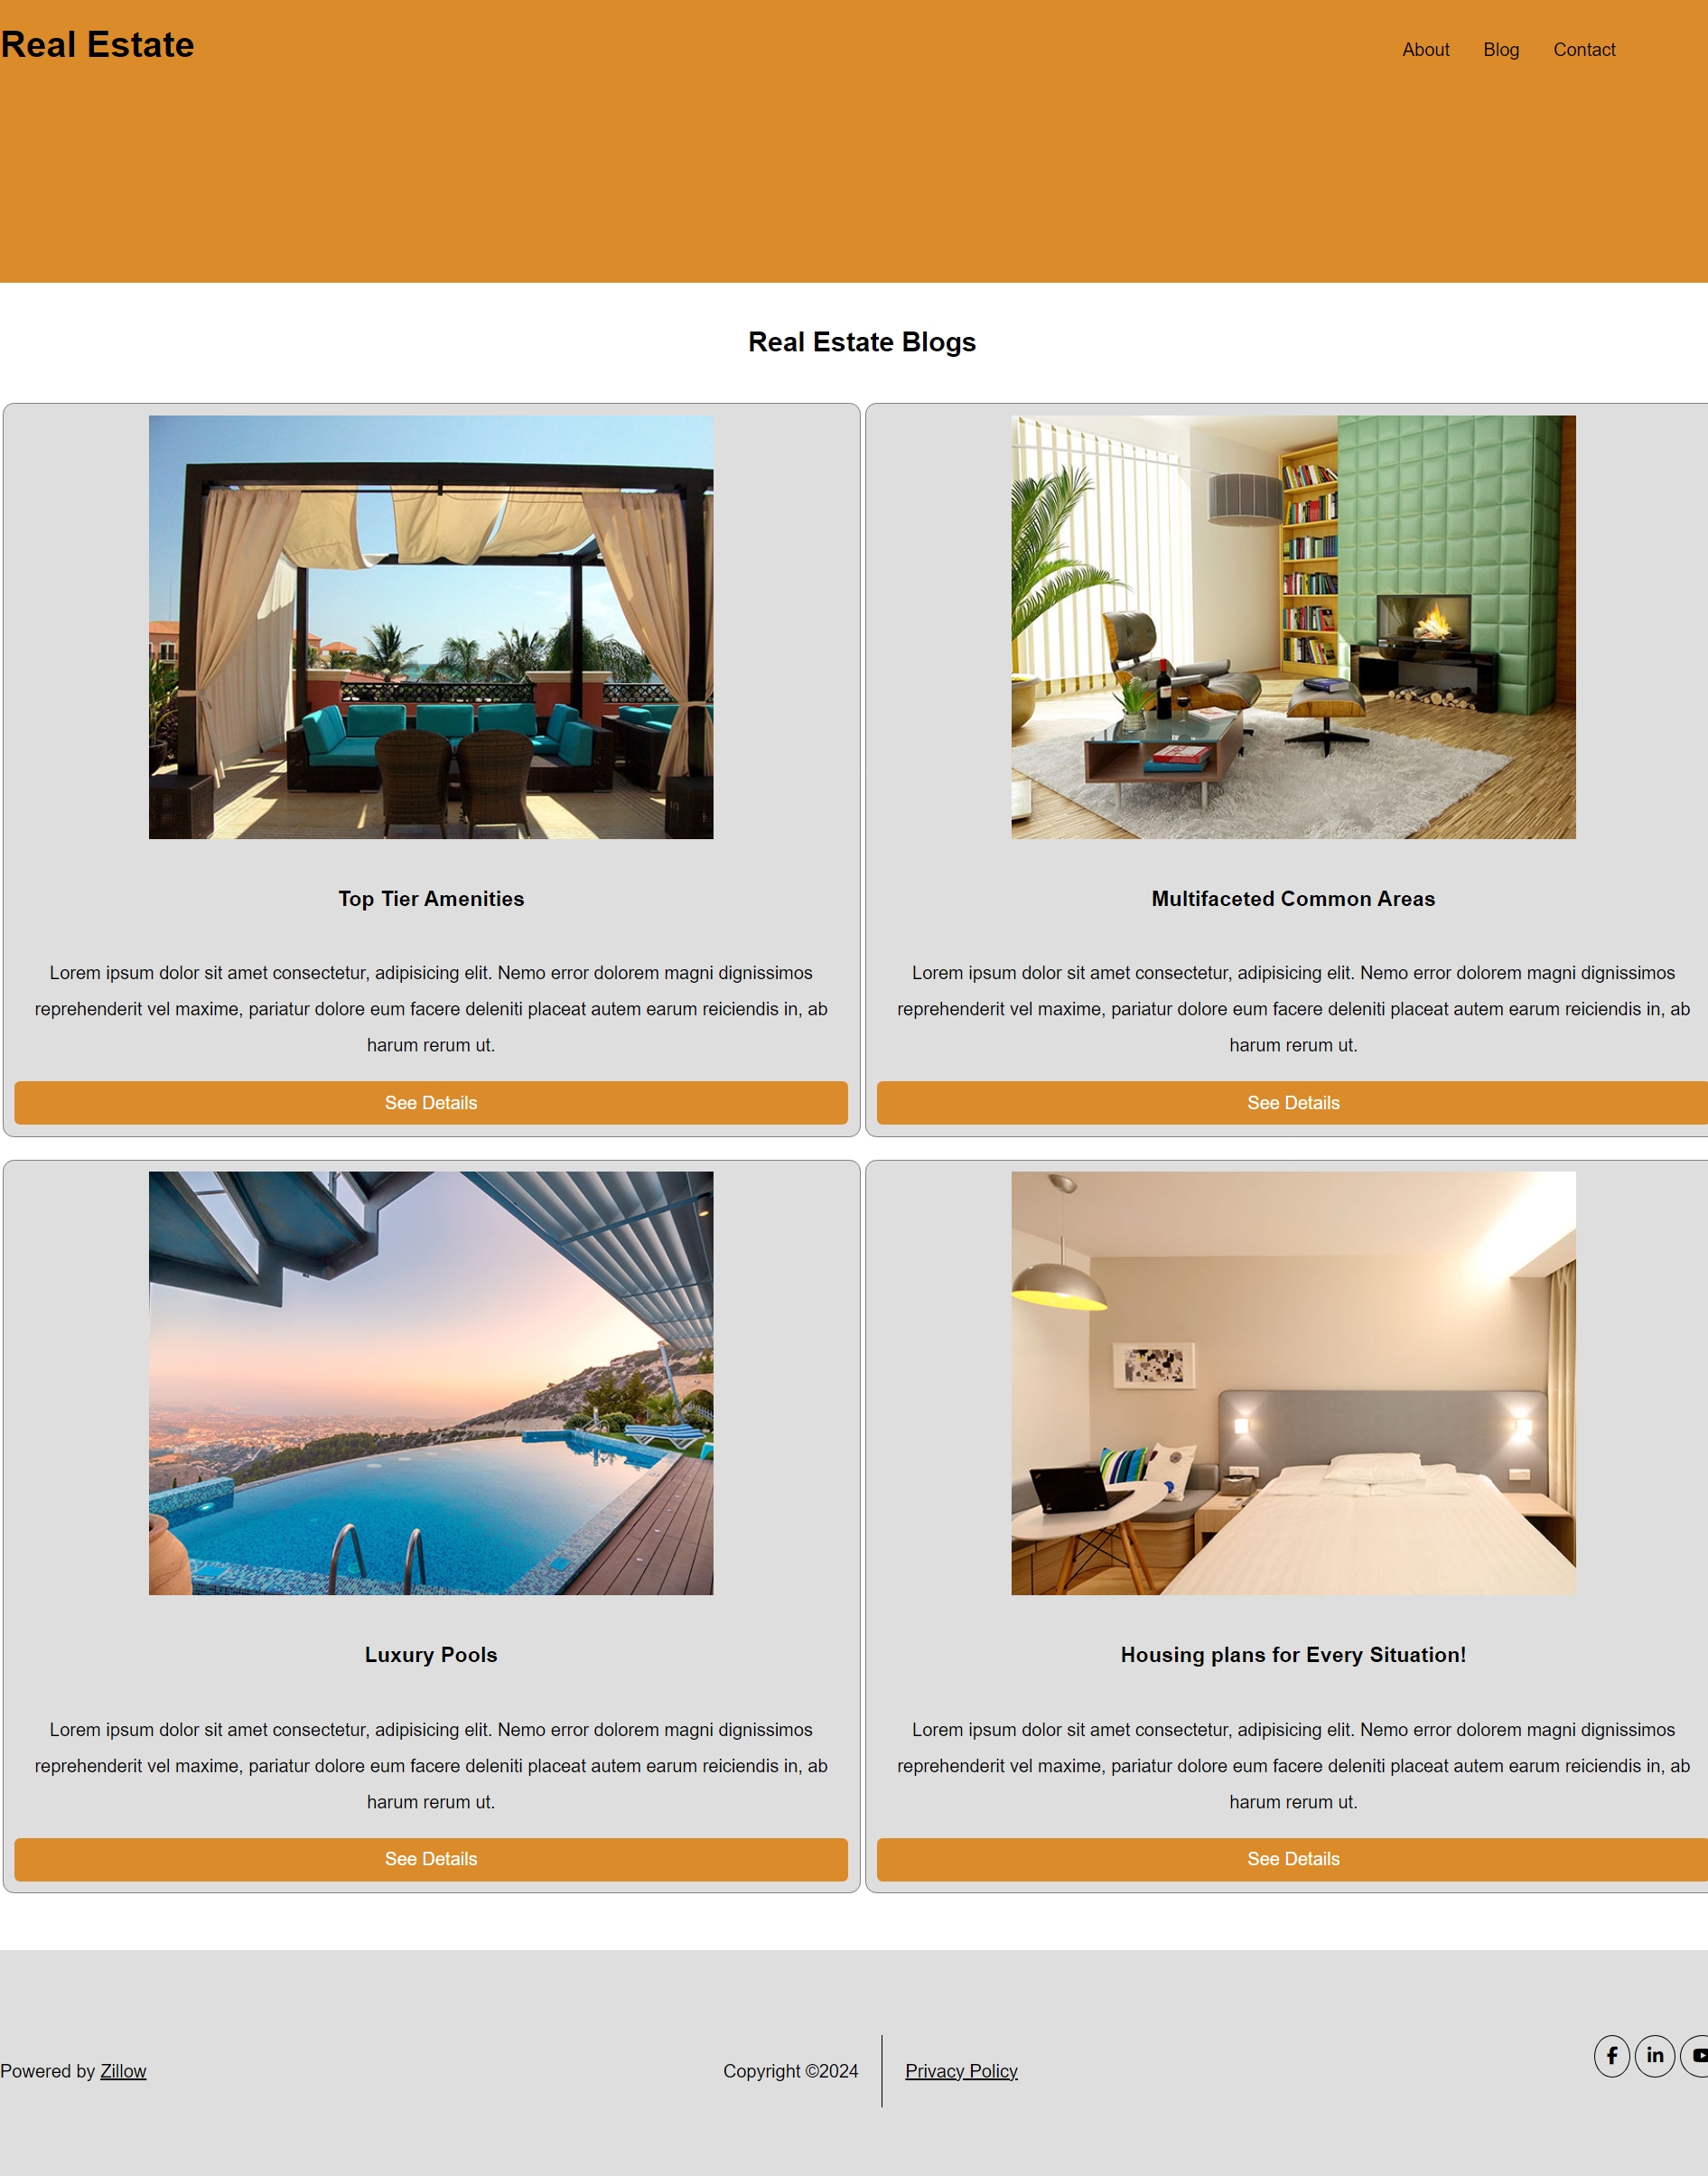 Real Estate
About Blog Contact
Real Estate Blogs
Top Tier Amenities
Lorem ipsum dolor sit amet consectetur, adipisicing elit. Nemo error dolorem magni dignissimos
reprehenderit vel maxime, pariatur dolore eum facere deleniti placeat autem earum reiciendis in, ab
harum rerum ut.
See Details
Multifaceted Common Areas
Lorem ipsum dolor sit amet consectetur, adipisicing elit. Nemo error dolorem magni dignissimos
reprehenderit vel maxime, pariatur dolore eum facere deleniti placeat autem earum reiciendis in, ab
harum rerum ut.
See Details
Luxury Pools
Lorem ipsum dolor sit amet consectetur, adipisicing elit. Nemo error dolorem magni dignissimos
reprehenderit vel maxime, pariatur dolore eum facere deleniti placeat autem earum reiciendis in, ab
harum rerum ut.
See Details
Housing plans for Every Situation!
Lorem ipsum dolor sit amet consectetur, adipisicing elit. Nemo error dolorem magni dignissimos
reprehenderit vel maxime, pariatur dolore eum facere deleniti placeat autem earum reiciendis in, ab
harum rerum ut.
See Details
Powered by Zillow
Copyright ©2024
Privacy Policy